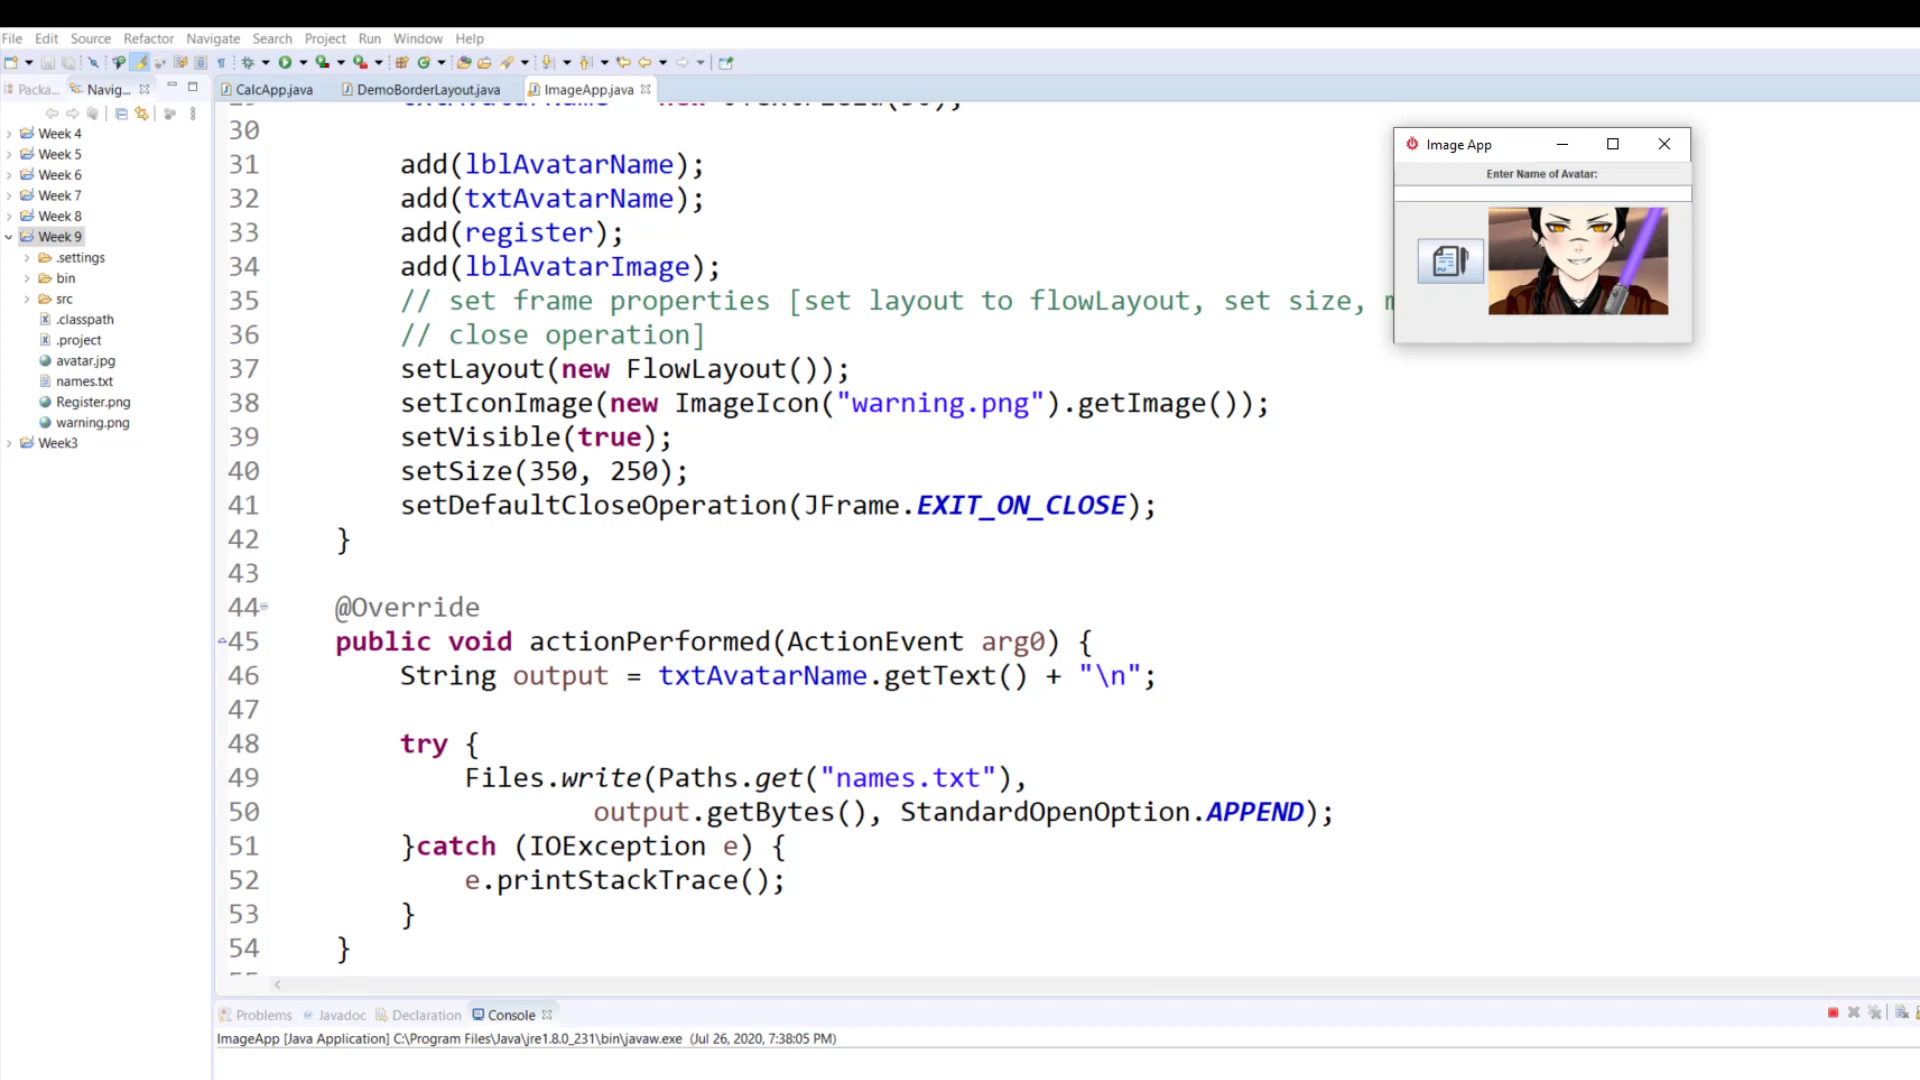 File Edit Source Refactor Navigate Search Project Run Window Help
Packa... Navig...
CalcApp.java DemoBorderLayout.java ImageApp.java
Week 4
Week 5
Week 6
Week 7
Week 8
Week 9
.settings
bin
src
.classpath
.project
avatar.jpg
names.txt
Register.png
warning.png
Week3
30
31 add(lblAvatarName);
32 add(txtAvatarName);
33 add(register);
34 add(lblAvatarImage);
35 // set frame properties [set layout to flowLayout, set size,
36 // close operation]
37 setLayout(new FlowLayout());
38 setIconImage(new ImageIcon("warning.png").getImage());
39 setVisible(true);
40 setSize(350, 250);
41 setDefaultCloseOperation(JFrame.EXIT_ON_CLOSE);
42 }
43
44 @Override
45 public void actionPerformed(ActionEvent arg0) {
46 String output = txtAvatarName.getText() + "\n";
47
48 try {
49 Files.write(Paths.get("names.txt"),
50 output.getBytes(), StandardOpenOption.APPEND);
51 }catch (IOException e) {
52 e.printStackTrace();
53 }
54 }
Image App
Enter Name of Avatar:
Problems Javadoc Declaration Console
ImageApp [Java Application] C:\Program Files\Java\jre1.8.0_231\bin\javaw.exe (Jul 26, 2020, 7:38:05 PM)